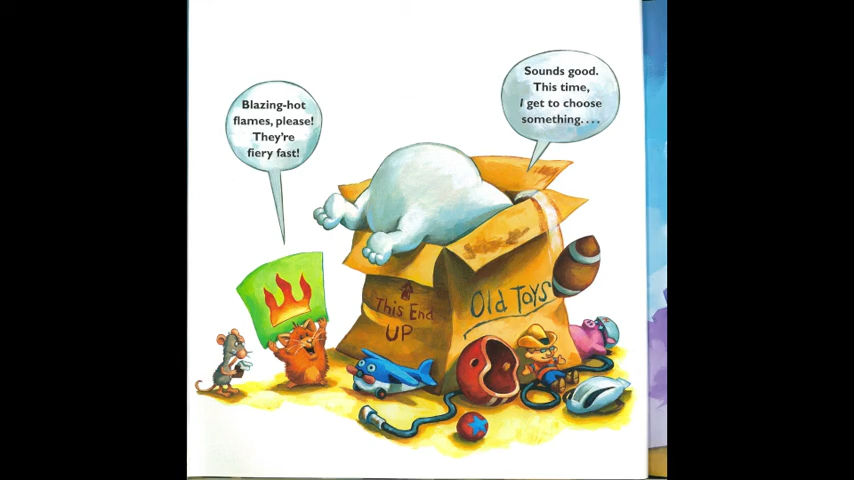 Blazing-hot
flames, please!
They're
fiery fast!
Sounds good.
This time,
I get to choose
something....
This End
UP
Old Toys